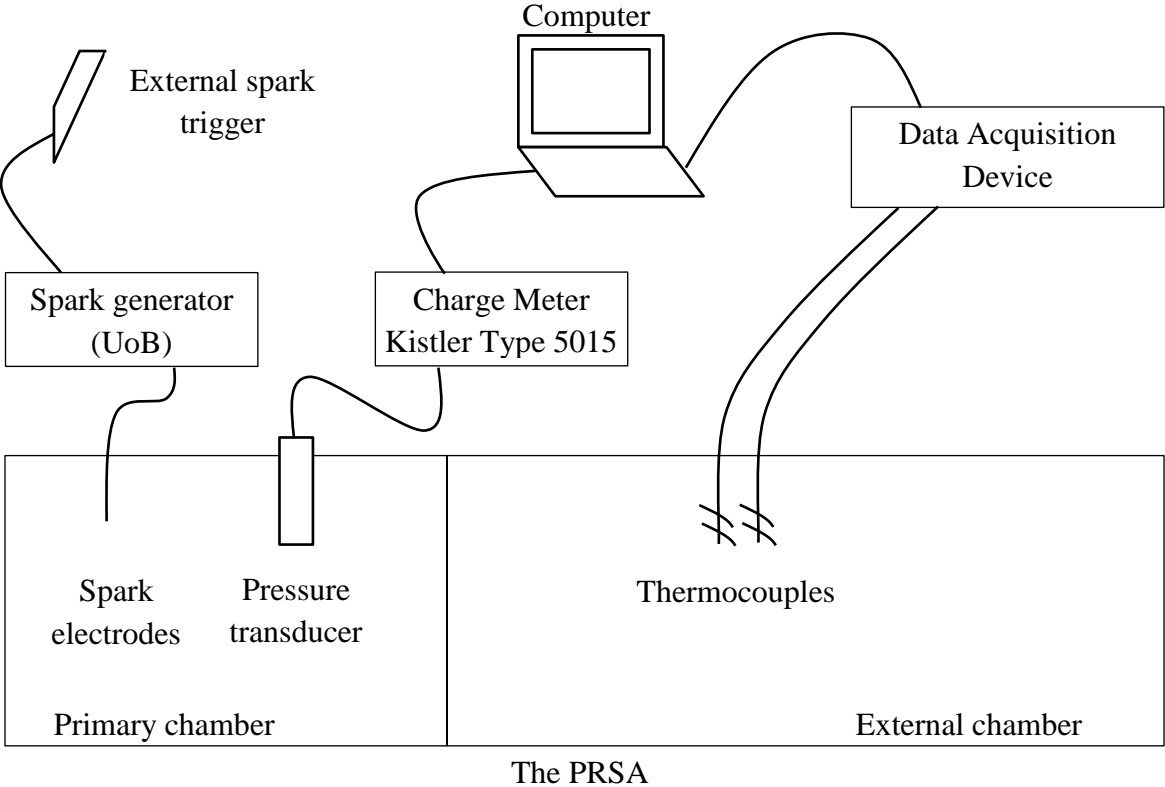 Computer
External spark
trigger
Data Acquisition
Device
Spark generator
(UoB)
Charge Meter
Kistler Type 5015
Spark
electrodes
Pressure
transducer
Thermocouples
Primary chamber
External chamber
The PRSA